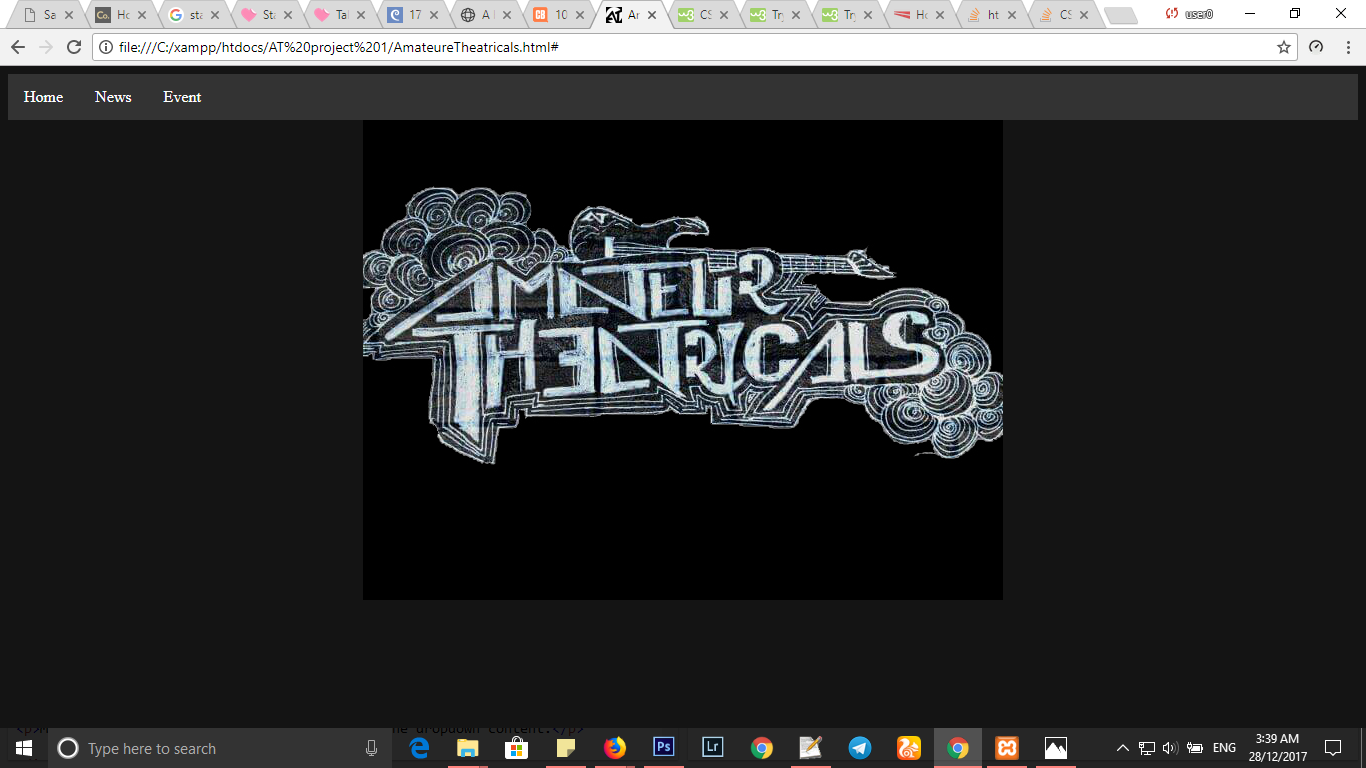 Sa
Ho
sta
Sta
Tal
17
A l
10
Ar
CS
Try
Try
Ho
ht
CS
user0
file:///C:/xampp/htdocs/AT%20project%201/AmateureTheatricals.html#
Home
News
Event
AT
AMATEUR
THEATRICALS
dropdown content.</p>
Type here to search
Ps
Lr
ENG
3:39 AM
28/12/2017